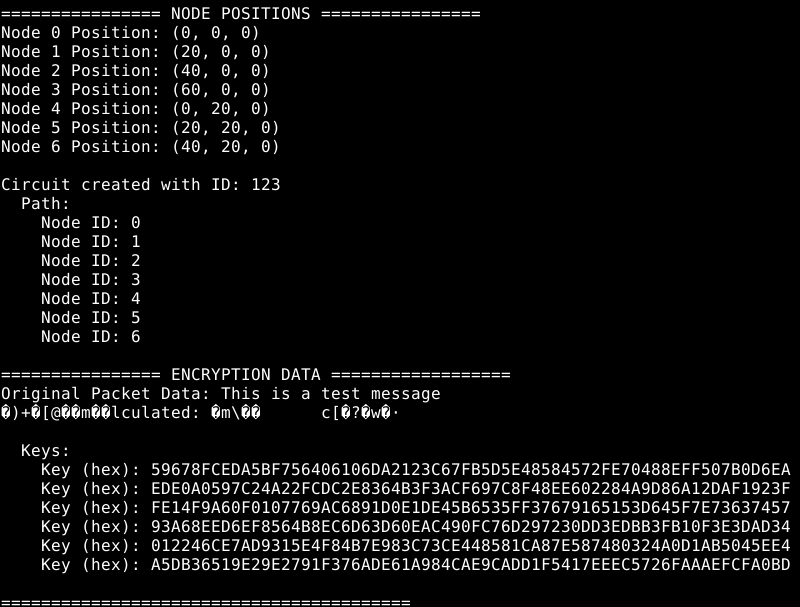 ================ NODE POSITIONS ================
Node 0 Position: (0, 0, 0)
Node 1 Position: (20, 0, 0)
Node 2 Position: (40, 0, 0)
Node 3 Position: (60, 0, 0)
Node 4 Position: (0, 20, 0)
Node 5 Position: (20, 20, 0)
Node 6 Position: (40, 20, 0)
Circuit created with ID: 123
Path:
Node ID: 0
Node ID: 1
Node ID: 2
Node ID: 3
Node ID: 4
Node ID: 5
Node ID: 6
================ ENCRYPTION DATA ==================
Original Packet Data: This is a test message
�)+�[@��m��lculated: �m\��      c[�?�w�·
Keys:
Key (hex): 59678FCEDA5BF756406106DA2123C67FB5D5E48584572FE70488EFF507B0D6EA
Key (hex): EDE0A0597C24A22FCDC2E8364B3F3ACF697C8F48EE602284A9D86A12DAF1923F
Key (hex): FE14F9A60F0107769AC6891D0E1DE45B6535FF37679165153D645F7E73637457
Key (hex): 93A68EED6EF8564B8EC6D63D60EAC490FC76D297230DD3EDBB3FB10F3E3DAD34
Key (hex): 012246CE7AD9315E4F84B7E983C73CE448581CA87E587480324A0D1AB5045EE4
Key (hex): A5DB36519E29E2791F376ADE61A984CAE9CADD1F5417EEEC5726FAAAEFCFA0BD
=========================================